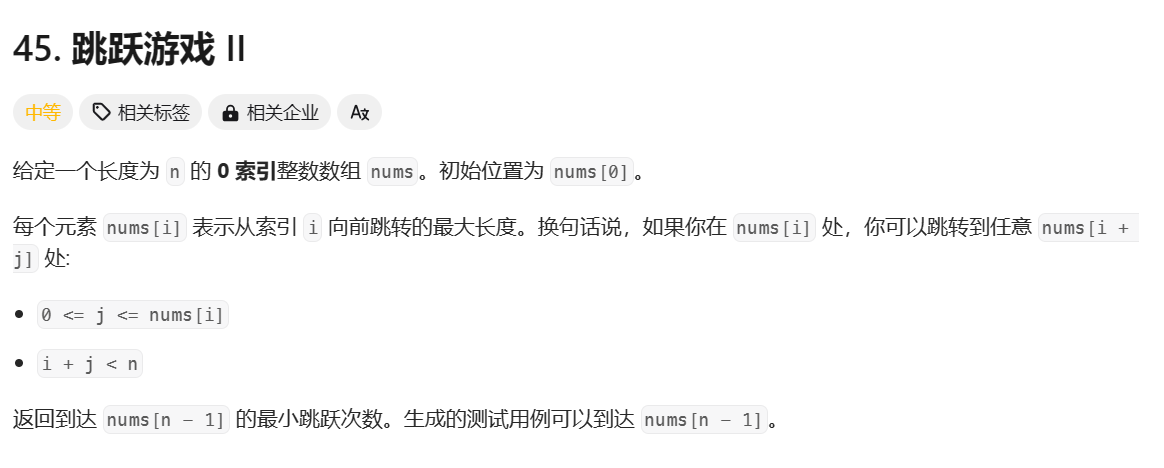 45. 跳跃游戏 II
中等 相关标签 相关企业 A文
给定一个长度为 n 的 0 索引整数数组 nums。初始位置为 nums[0]。
每个元素 nums[i] 表示从索引 i 向前跳转的最大长度。换句话说，如果你在 nums[i] 处，你可以跳转到任意 nums[i +
j] 处:
• 0 <= j <= nums[i]
• i + j < n
返回到达 nums[n - 1] 的最小跳跃次数。生成的测试用例可以到达 nums[n - 1]。